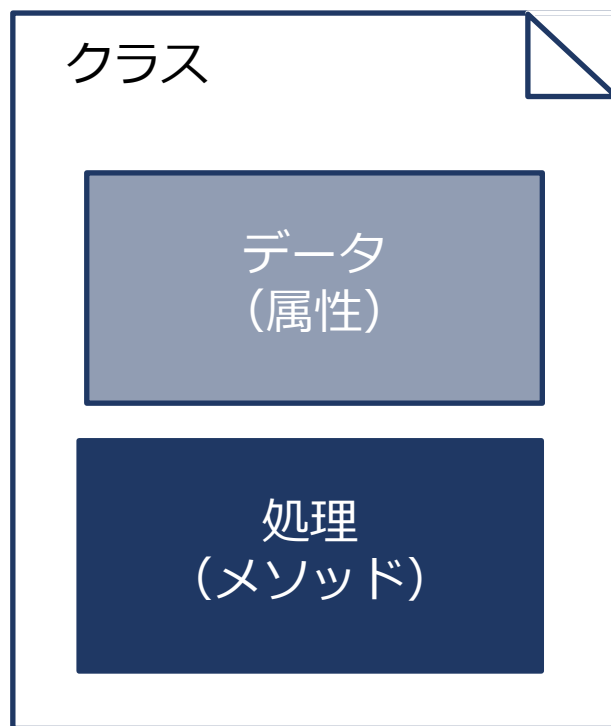 クラス
データ
（属性）
処理
（メソッド）